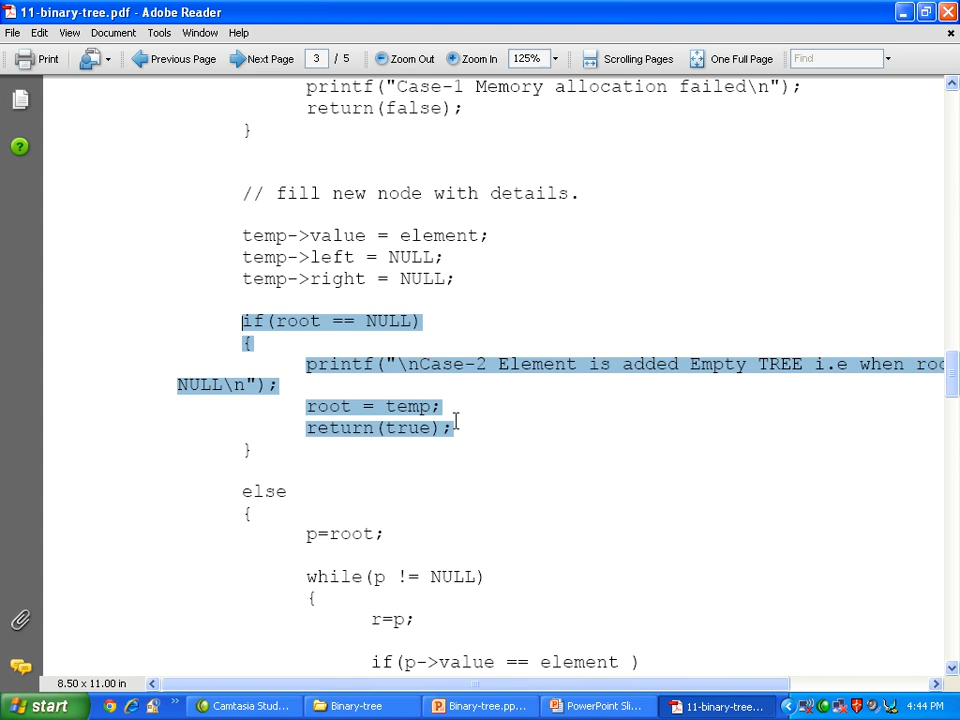 11-binary-tree.pdf - Adobe Reader
File Edit View Document Tools Window Help
Print Previous Page Next Page 3 / 5 Zoom Out Zoom In 125% Scrolling Pages One Full Page Find
printf("Case-1 Memory allocation failed\n");
return(false);
}
// fill new node with details.
temp->value = element;
temp->left = NULL;
temp->right = NULL;
if(root == NULL)
{
printf("\nCase-2 Element is added Empty TREE i.e when roo
NULL\n");
root = temp;
return(true);
}
else
{
p=root;
while(p != NULL)
{
r=p;
if(p->value == element )
8.50 x 11.00 in
start Camtasia Stud... Binary-tree Binary-tree.pp... PowerPoint Sli... 11-binary-tree... 4:44 PM